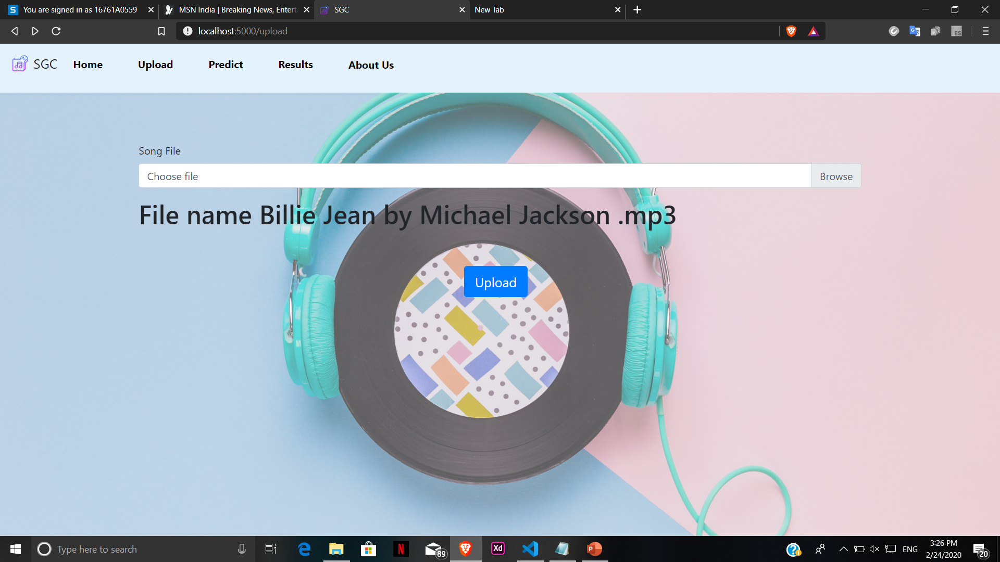 You are signed in as 16761A0559
MSN India | Breaking News, Entert
SGC
New Tab
localhost:5000/upload
ES
SGC
Home
Upload
Predict
Results
About Us
Song File
Choose file
Browse
File name Billie Jean by Michael Jackson .mp3
Upload
Type here to search
89
Xd
ENG
3:26 PM
2/24/2020
20